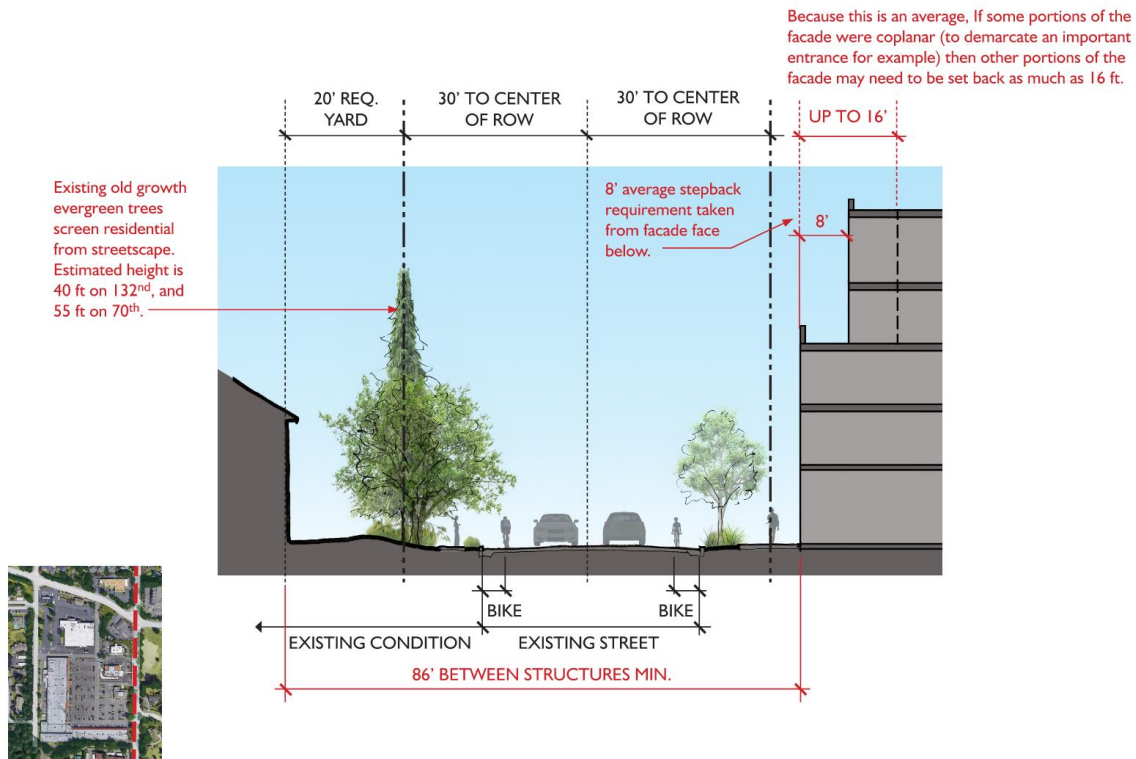 Because this is an average, If some portions of the
facade were coplanar (to demarcate an important
entrance for example) then other portions of the
facade may need to be set back as much as 16 ft.
20' REQ.
YARD
30' TO CENTER
OF ROW
30' TO CENTER
OF ROW
UP TO 16'
Existing old growth
evergreen trees
screen residential
from streetscape.
Estimated height is
40 ft on 132nd, and
55 ft on 70th.
8' average stepback
requirement taken
from facade face
below.
8'
BIKE
BIKE
EXISTING CONDITION
EXISTING STREET
86' BETWEEN STRUCTURES MIN.